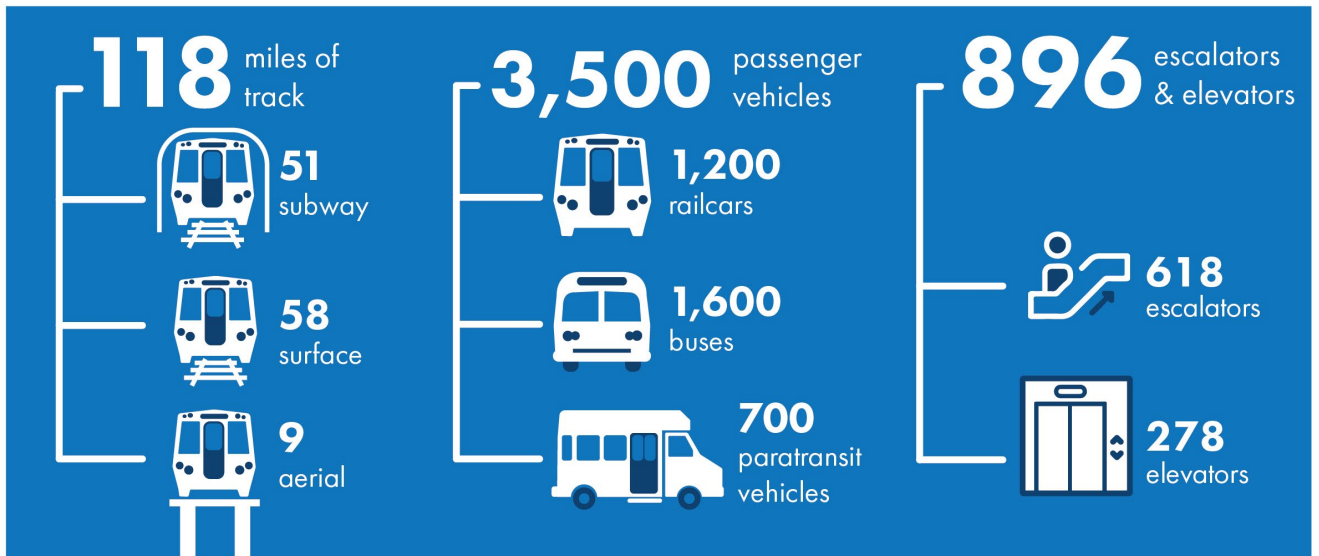 118 miles of
track
51
subway
58
surface
9
aerial
3,500 passenger
vehicles
1,200
railcars
1,600
buses
700
paratransit
vehicles
896 escalators
& elevators
618
escalators
278
elevators